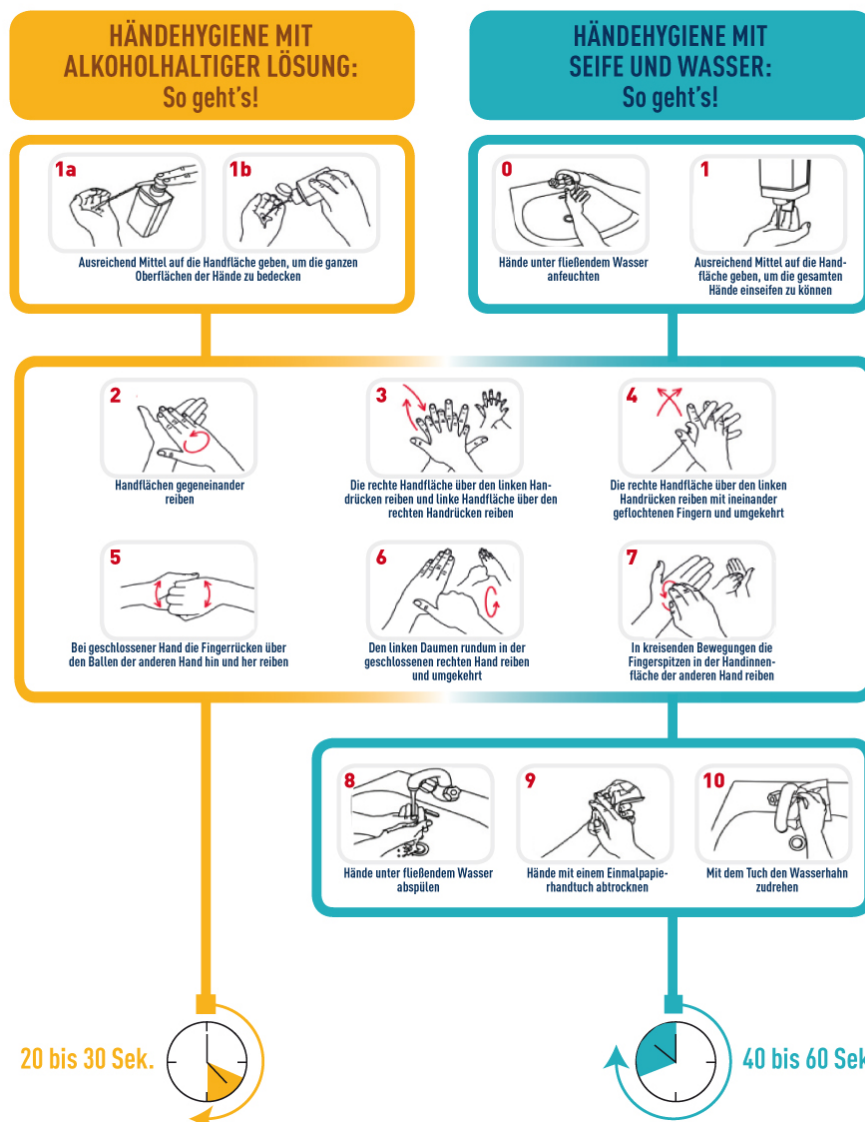 HÄNDEHYGIENE MIT
ALKOHOLHALTIGER LÖSUNG:
So geht's!
HÄNDEHYGIENE MIT
SEIFE UND WASSER:
So geht's!
1a
1b
Ausreichend Mittel auf die Handfläche geben, um die ganzen
Oberflächen der Hände zu bedecken
0
Hände unter fließendem Wasser
anfeuchten
1
Ausreichend Mittel auf die Hand-
fläche geben, um die gesamten
Hände einseifen zu können
2
Handflächen gegeneinander
reiben
3
Die rechte Handfläche über den linken Han-
drücken reiben und linke Handfläche über den
rechten Handrücken reiben
4
Die rechte Handfläche über den linken
Handrücken reiben mit ineinander
geflochtenen Fingern und umgekehrt
5
Bei geschlossener Hand die Fingerrücken über
den Ballen der anderen Hand hin und her reiben
6
Den linken Daumen rundum in der
geschlossenen rechten Hand reiben
und umgekehrt
7
In kreisenden Bewegungen die
Fingerspitzen in der Handinnen-
fläche der anderen Hand reiben
8
Hände unter fließendem Wasser
abspülen
9
Hände mit einem Einmalpapie-
rhandtuch abtrocknen
10
Mit dem Tuch den Wasserhahn
zudrehen
20 bis 30 Sek.
40 bis 60 Sek